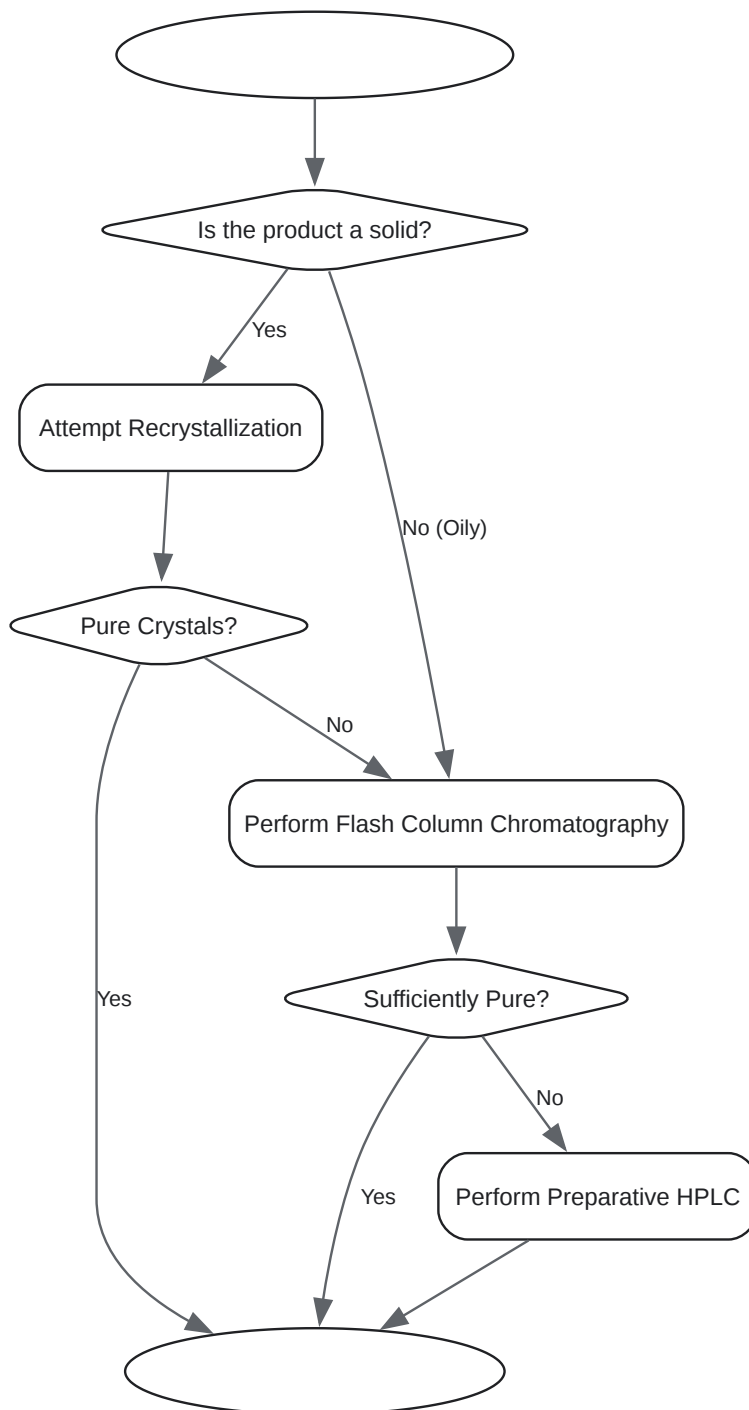 Is the product a solid?
Yes
Attempt Recrystallization
No (Oily)
Pure Crystals?
No
Perform Flash Column Chromatography
Yes
Sufficiently Pure?
No
Yes
Perform Preparative HPLC